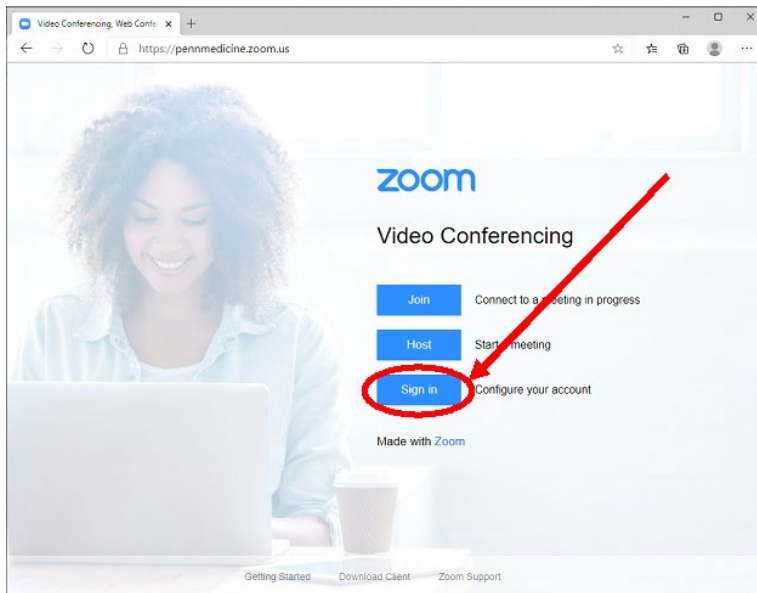 Video Conferencing, Web Confe
https://pennmedicine.zoom.us
zoom
Video Conferencing
Join Connect to a meeting in progress
Host Start a meeting
Sign in Configure your account
Made with Zoom
Getting Started Download Client Zoom Support